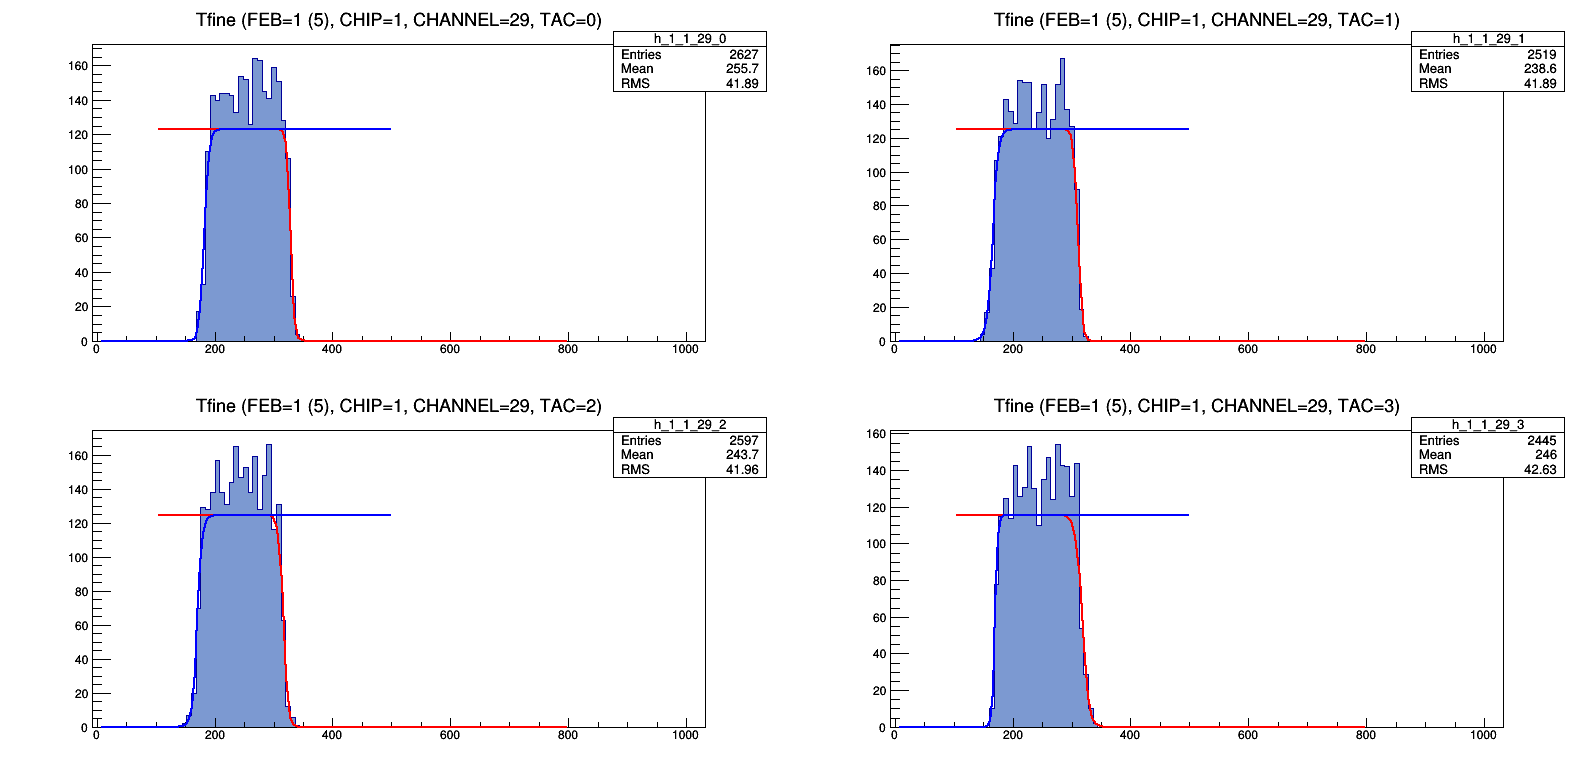 Tfine (FEB=1 (5), CHIP=1, CHANNEL=29, TAC=0)
h_1_1_29_0
Entries 2627
Mean 255.7
RMS 41.89
160
140
120
100
80
60
40
20
0
0 200 400 600 800 1000
Tfine (FEB=1 (5), CHIP=1, CHANNEL=29, TAC=1)
h_1_1_29_1
Entries 2519
Mean 238.6
RMS 41.89
160
140
120
100
80
60
40
20
0
0 200 400 600 800 1000
Tfine (FEB=1 (5), CHIP=1, CHANNEL=29, TAC=2)
h_1_1_29_2
Entries 2597
Mean 243.7
RMS 41.96
160
140
120
100
80
60
40
20
0
0 200 400 600 800 1000
Tfine (FEB=1 (5), CHIP=1, CHANNEL=29, TAC=3)
h_1_1_29_3
Entries 2445
Mean 246
RMS 42.63
160
140
120
100
80
60
40
20
0
0 200 400 600 800 1000